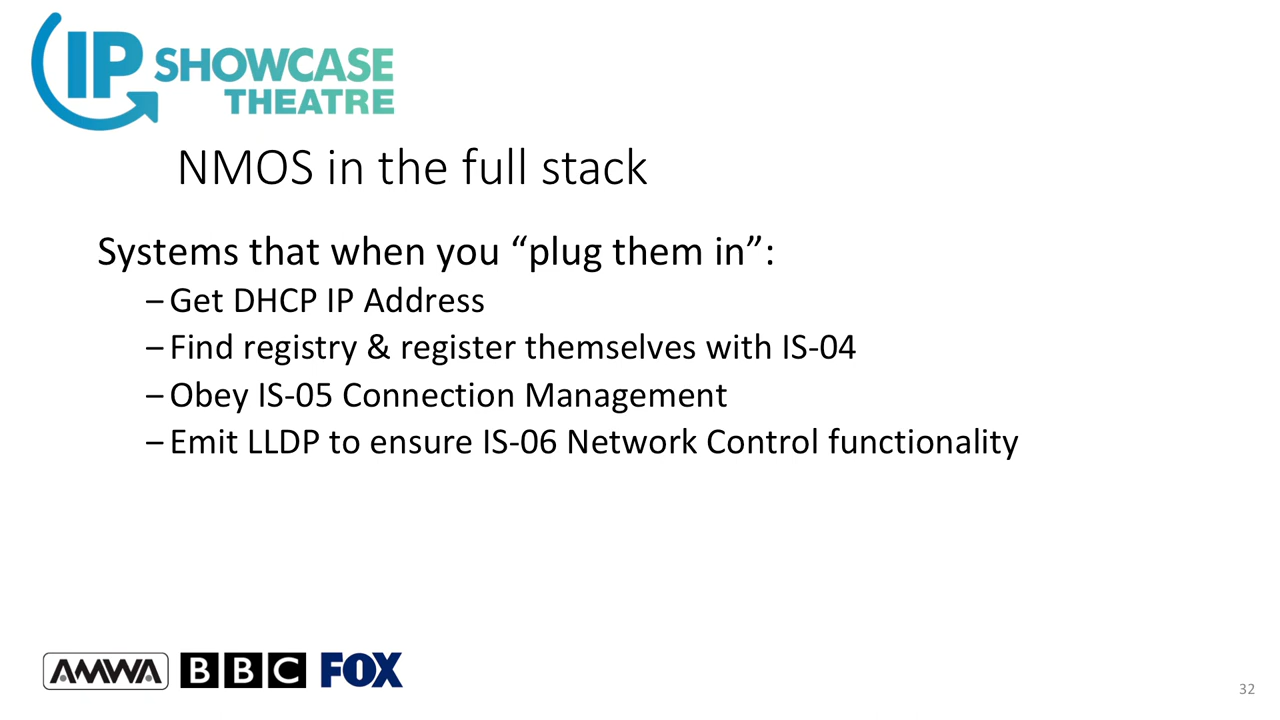 IP SHOWCASE
THEATRE
NMOS in the full stack
Systems that when you “plug them in”:
– Get DHCP IP Address
– Find registry & register themselves with IS-04
– Obey IS-05 Connection Management
– Emit LLDP to ensure IS-06 Network Control functionality
AMWA BBC FOX
32